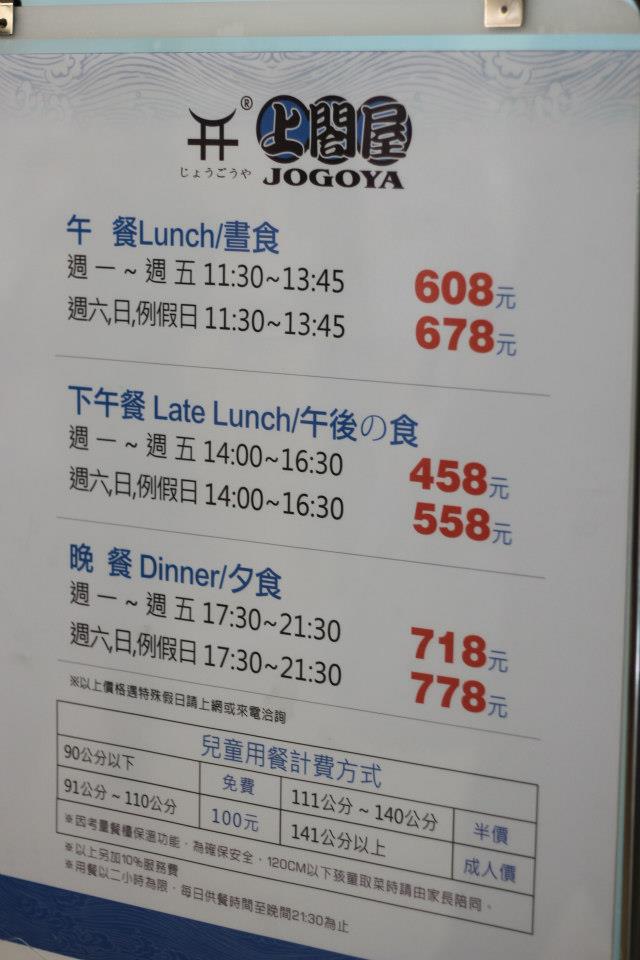 ®
上閤屋
じょうごうや
JOGOYA
午 餐Lunch/晝食
週 一 ~ 週 五 11:30~13:45 608元
週六,日,例假日 11:30~13:45 678元
下午餐 Late Lunch/午後の食
週 一 ~ 週 五 14:00~16:30 458元
週六,日,例假日 14:00~16:30 558元
晚 餐 Dinner/夕食
週 一 ~ 週 五 17:30~21:30 718元
週六,日,例假日 17:30~21:30 778元
※以上價格遇特殊假日請上網或來電洽詢
兒童用餐計費方式
90公分以下 免費 111公分 ~ 140公分 半價
91公分 ~ 110公分 100元 141公分以上 成人價
※因考量餐檯保溫功能,為確保安全,120CM以下孩童取菜時請由家長陪同。
※以上另加10%服務費
※用餐以二小時為限,每日供餐時間至晚間21:30為止